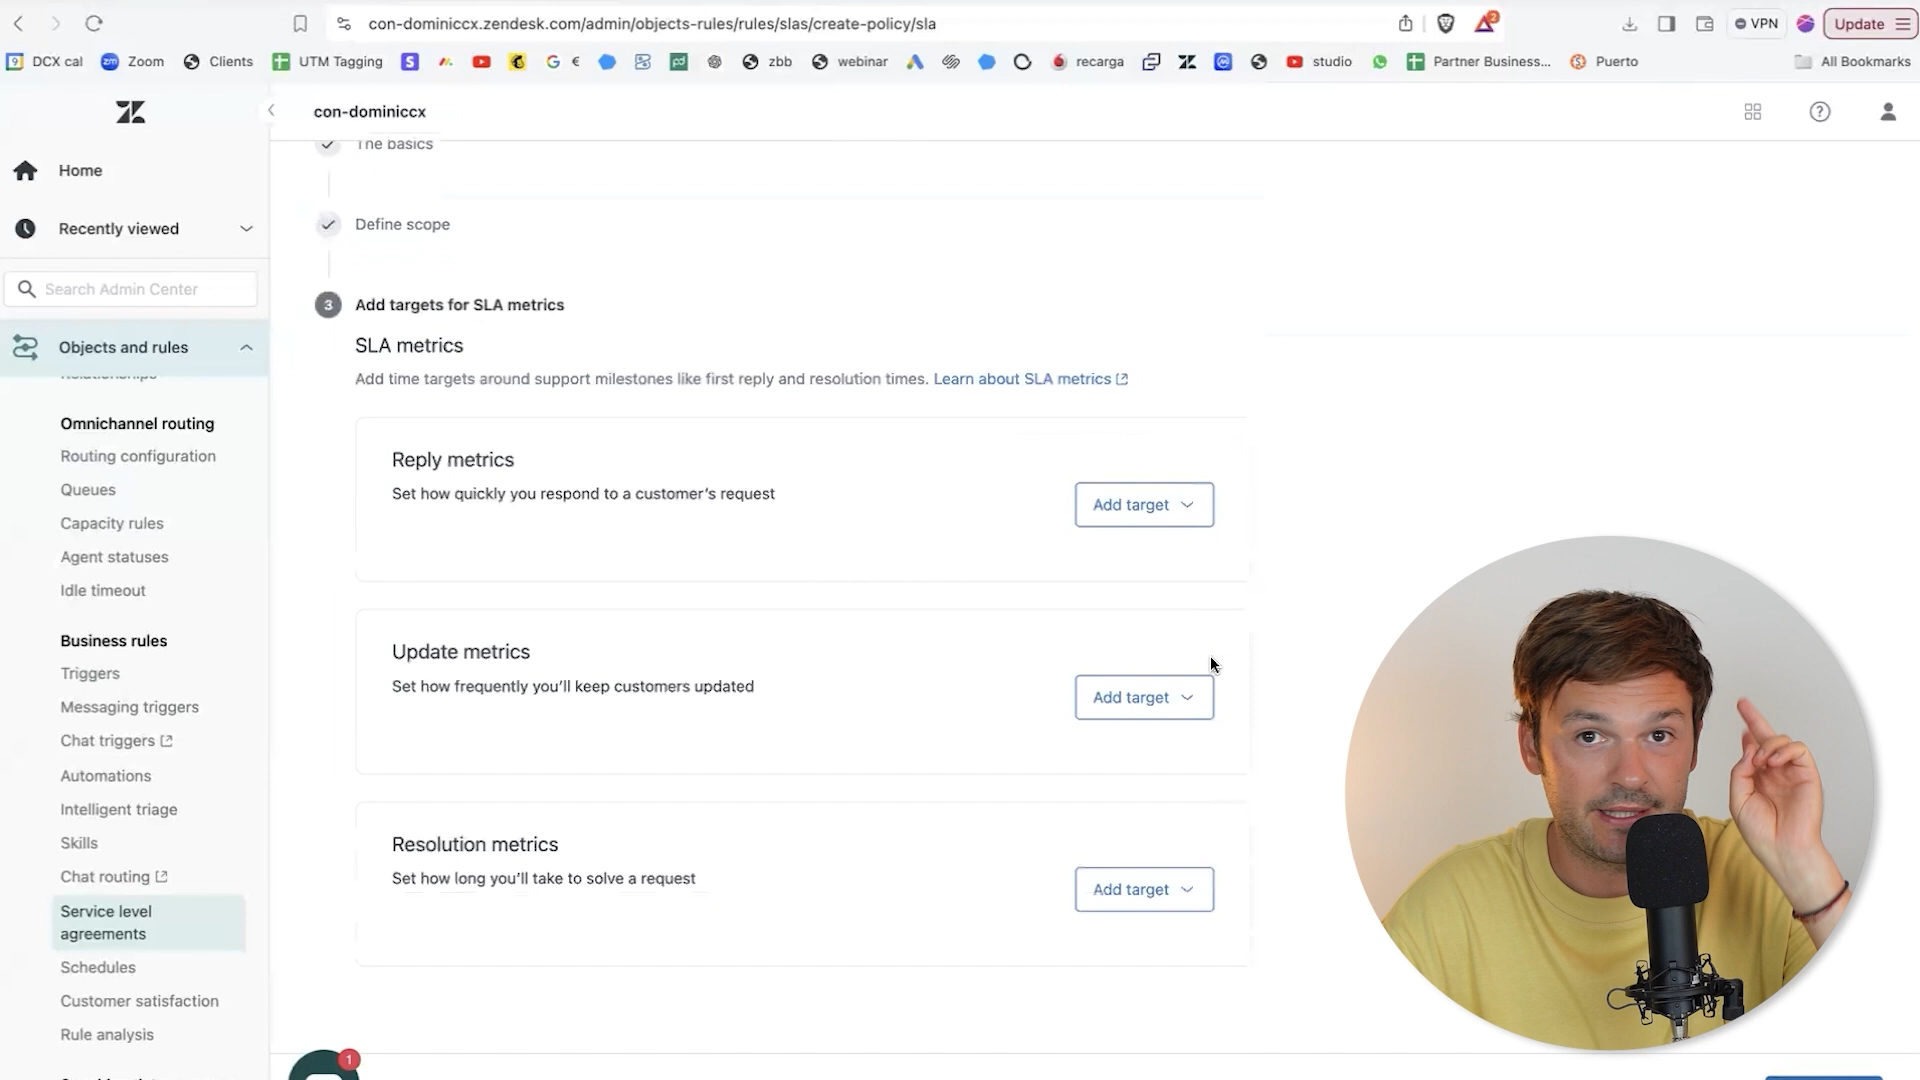 con-dominiccx.zendesk.com/admin/objects-rules/rules/slas/create-policy/sla
2
VPN
Update
9 DCX cal
zm Zoom
Clients
UTM Tagging
S
G
€
pd
zbb
webinar
recarga
studio
Partner Business...
Puerto
All Bookmarks
con-dominiccx
Home
Recently viewed
Search Admin Center
Objects and rules
Relationships
Omnichannel routing
Routing configuration
Queues
Capacity rules
Agent statuses
Idle timeout
Business rules
Triggers
Messaging triggers
Chat triggers
Automations
Intelligent triage
Skills
Chat routing
Service level
agreements
Schedules
Customer satisfaction
Rule analysis
1
The basics
Define scope
3 Add targets for SLA metrics
SLA metrics
Add time targets around support milestones like first reply and resolution times. Learn about SLA metrics
Reply metrics
Set how quickly you respond to a customer's request
Add target
Update metrics
Set how frequently you'll keep customers updated
Add target
Resolution metrics
Set how long you'll take to solve a request
Add target